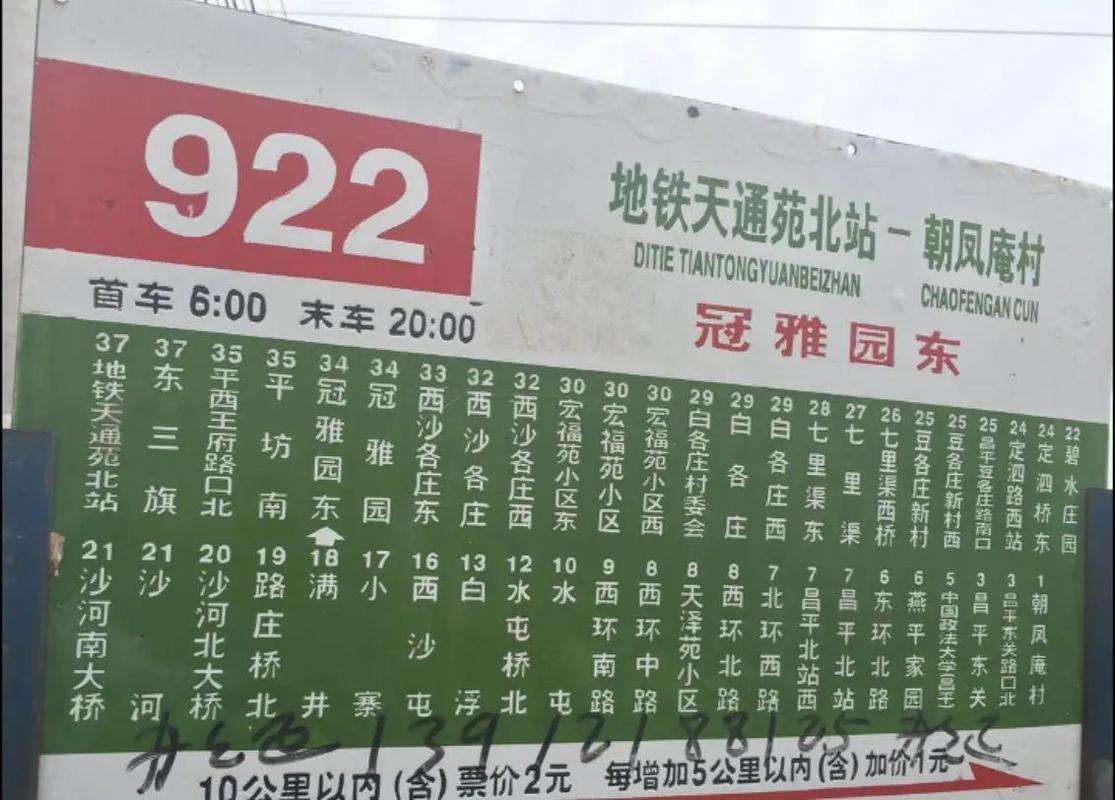 922
地铁天通苑北站－朝凤庵村
DITIE TIANTONGYUANBEIZHAN CHAOFENGAN CUN
首车 6:00 末车 20:00
冠雅园东
37 地铁天通苑北站
37 东三旗
35 平西王府路口北
35 平坊南
34 冠雅园东
34 冠雅园
33 西沙各庄东
32 西沙各庄
32 西沙各庄西
30 宏福苑小区东
30 宏福苑小区
30 宏福苑小区西
29 白各庄村委会
29 白各庄
29 白各庄西
28 七里渠东
27 七里渠
26 七里渠西桥
25 豆各庄新村
25 豆各庄新村西
25 昌平豆各庄路南口
24 定泗路西站
24 定泗桥东
22 碧水庄园
21 沙河南大桥
21 沙河
20 沙河北大桥
19 路庄桥北
18 满井
17 小寨
16 西沙屯
13 白浮
12 水屯桥北
10 水屯
9 西环南路
8 西环中路
8 天泽苑小区
8 西环北路
7 北环西路
7 昌平北站西
7 昌平北站
6 东环北路
6 燕平家园
5 中国政法大学昌平
3 昌平东关
3 昌平东关路口北
1 朝凤庵村
13912188125
10公里以内(含)票价2元 每增加5公里以内(含)加价1元